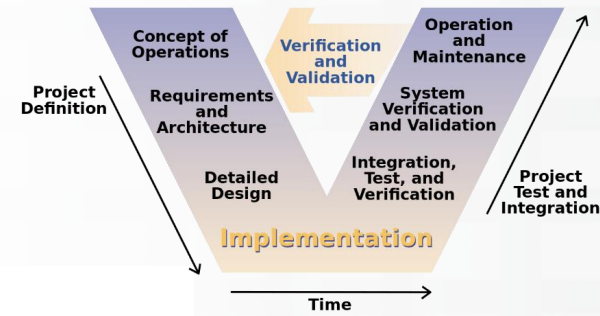 Concept of
Operations
Verification
and
Validation
Operation
and
Maintenance
Project
Definition
Requirements
and
Architecture
System
Verification
and Validation
Detailed
Design
Integration,
Test, and
Verification
Project
Test and
Integration
Implementation
Time